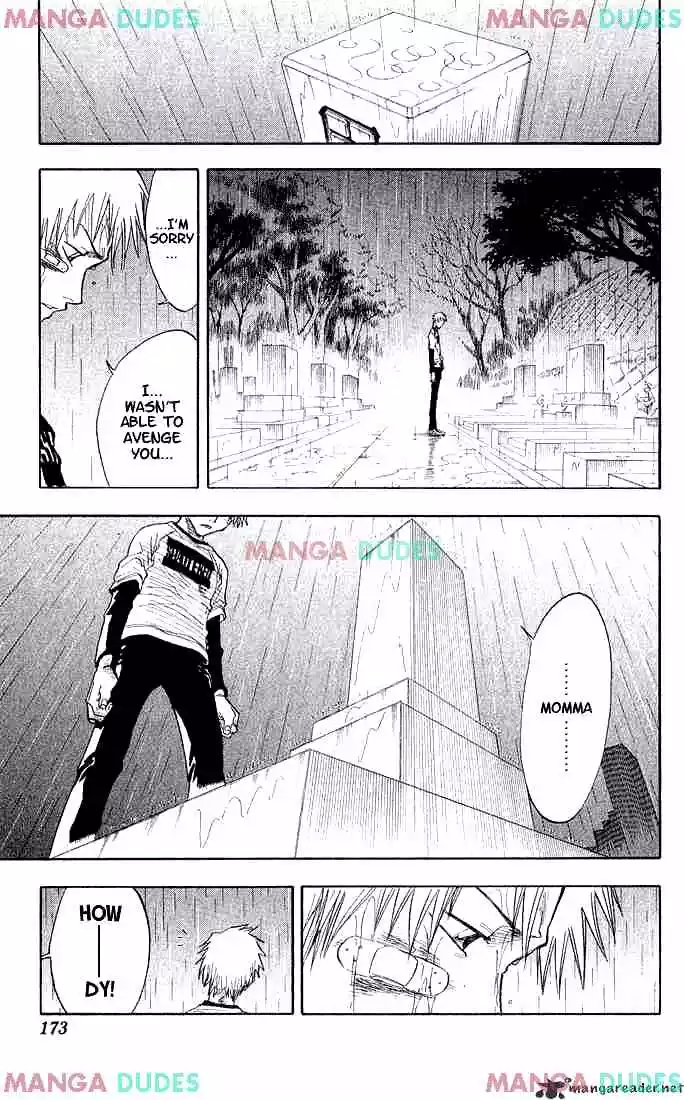 MANGA DUDES
MANGA DUDES
...I'M
SORRY
...
I...
WASN'T
ABLE TO
AVENGE
YOU...
MANGA DUDES
.......
MOMMA
.......
HOW
—
DY!
173
MANGA DUDES
MANGA DUDES
mangareader.net